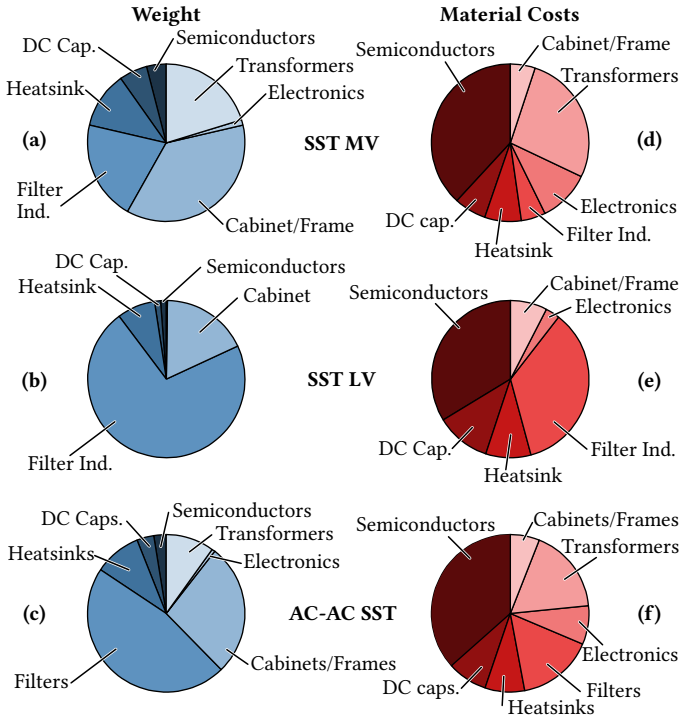 Weight
Material Costs
DC Cap.
Semiconductors
Transformers
Electronics
Heatsink
(a)
Filter
Ind.
Cabinet/Frame
SST MV
Semiconductors
Cabinet/Frame
Transformers
(d)
Electronics
DC cap.
Filter Ind.
Heatsink
DC Cap.
Semiconductors
Heatsink
Cabinet
(b)
Filter Ind.
SST LV
Cabinet/Frame
Semiconductors
Electronics
(e)
DC Cap.
Filter Ind.
Heatsink
Semiconductors
DC Caps.
Transformers
Heatsinks
Electronics
(c)
Cabinets/Frames
Filters
AC-AC SST
Semiconductors
Cabinets/Frames
Transformers
(f)
Electronics
DC caps.
Filters
Heatsinks